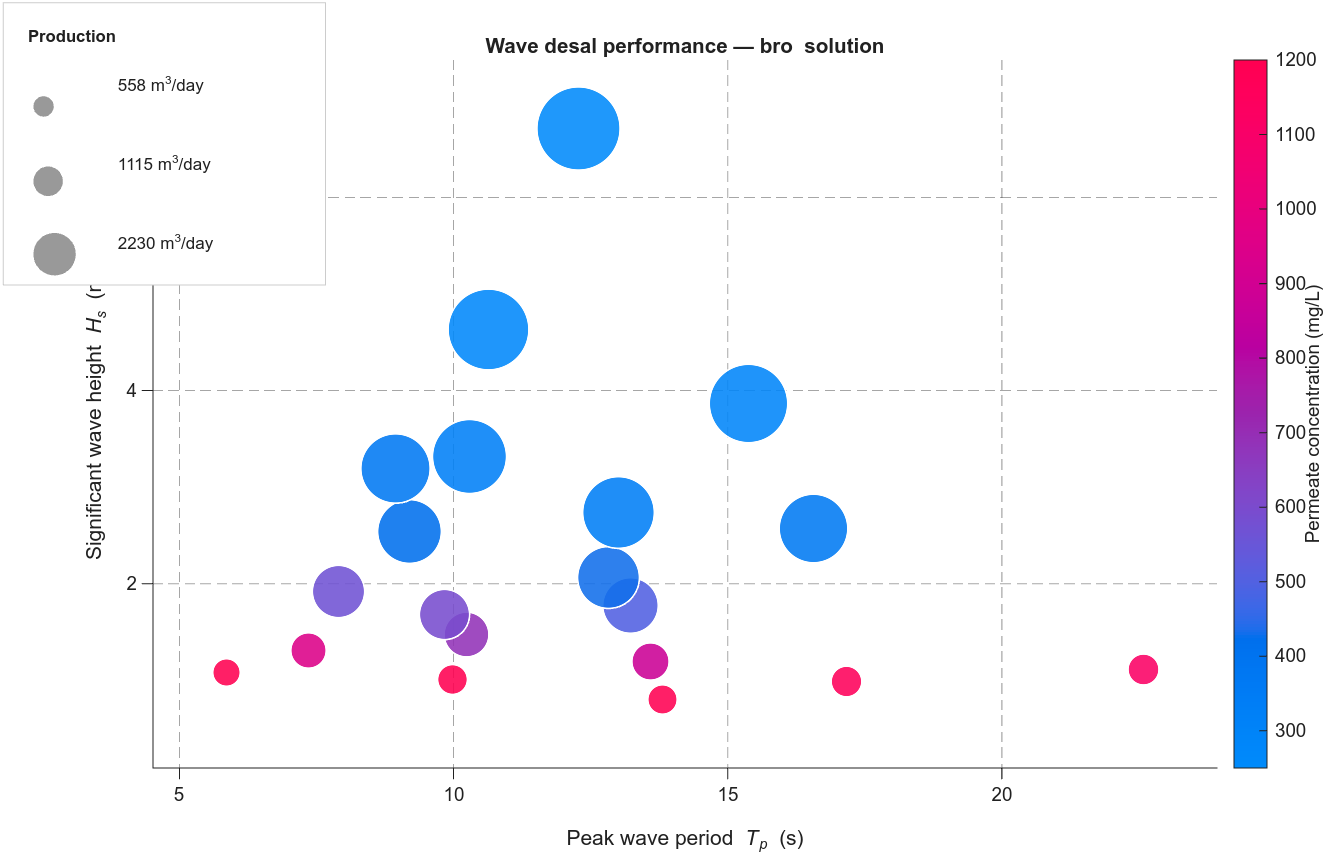 Production
558 m³/day
1115 m³/day
2230 m³/day
Wave desal performance — bro  solution
Significant wave height  Hₛ  (
4
2
5
10
15
20
Peak wave period  Tₚ  (s)
1200
1100
1000
900
800
700
600
500
400
300
Permeate concentration (mg/L)